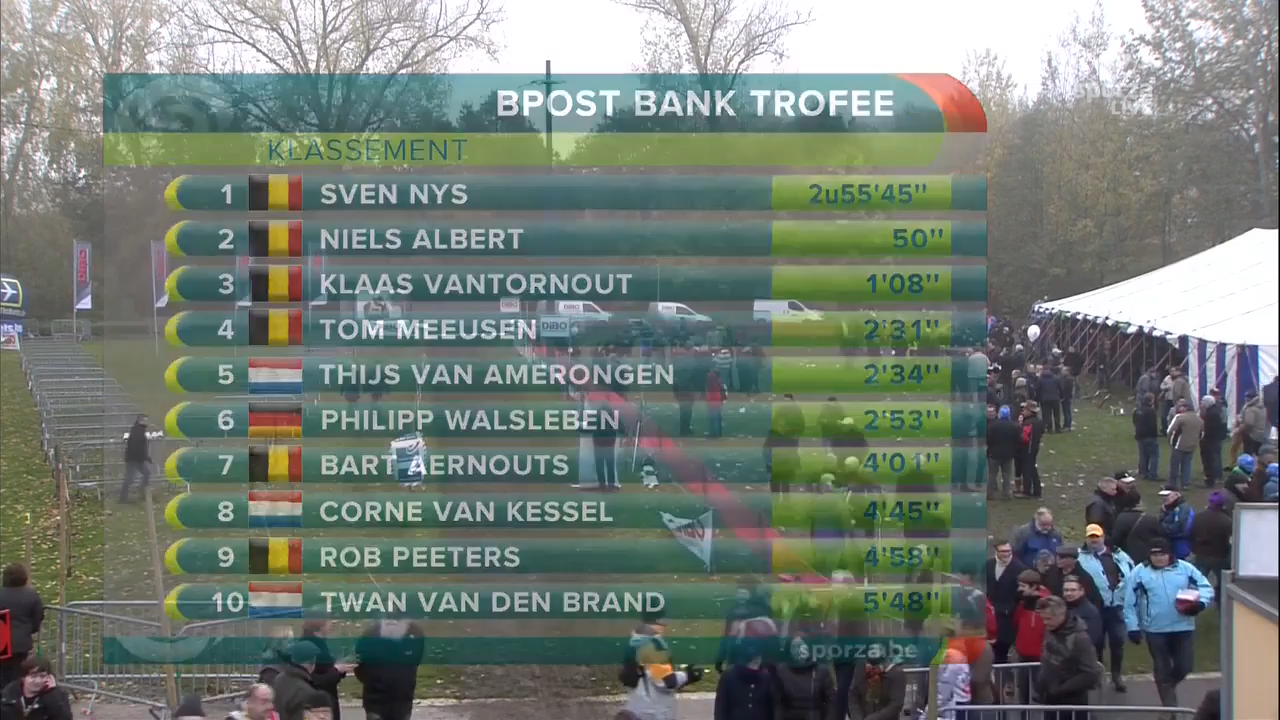 BPOST BANK TROFEE
KLASSEMENT
1 SVEN NYS 2u55'45''
2 NIELS ALBERT 50''
3 KLAAS VANTORNOUT 1'08''
4 TOM MEEUSEN 2'31''
5 THIJS VAN AMERONGEN 2'34''
6 PHILIPP WALSLEBEN 2'53''
7 BART AERNOUTS 4'01''
8 CORNE VAN KESSEL 4'45''
9 ROB PEETERS 4'58''
10 TWAN VAN DEN BRAND 5'48''
sporza.be
DIBO
DIBO